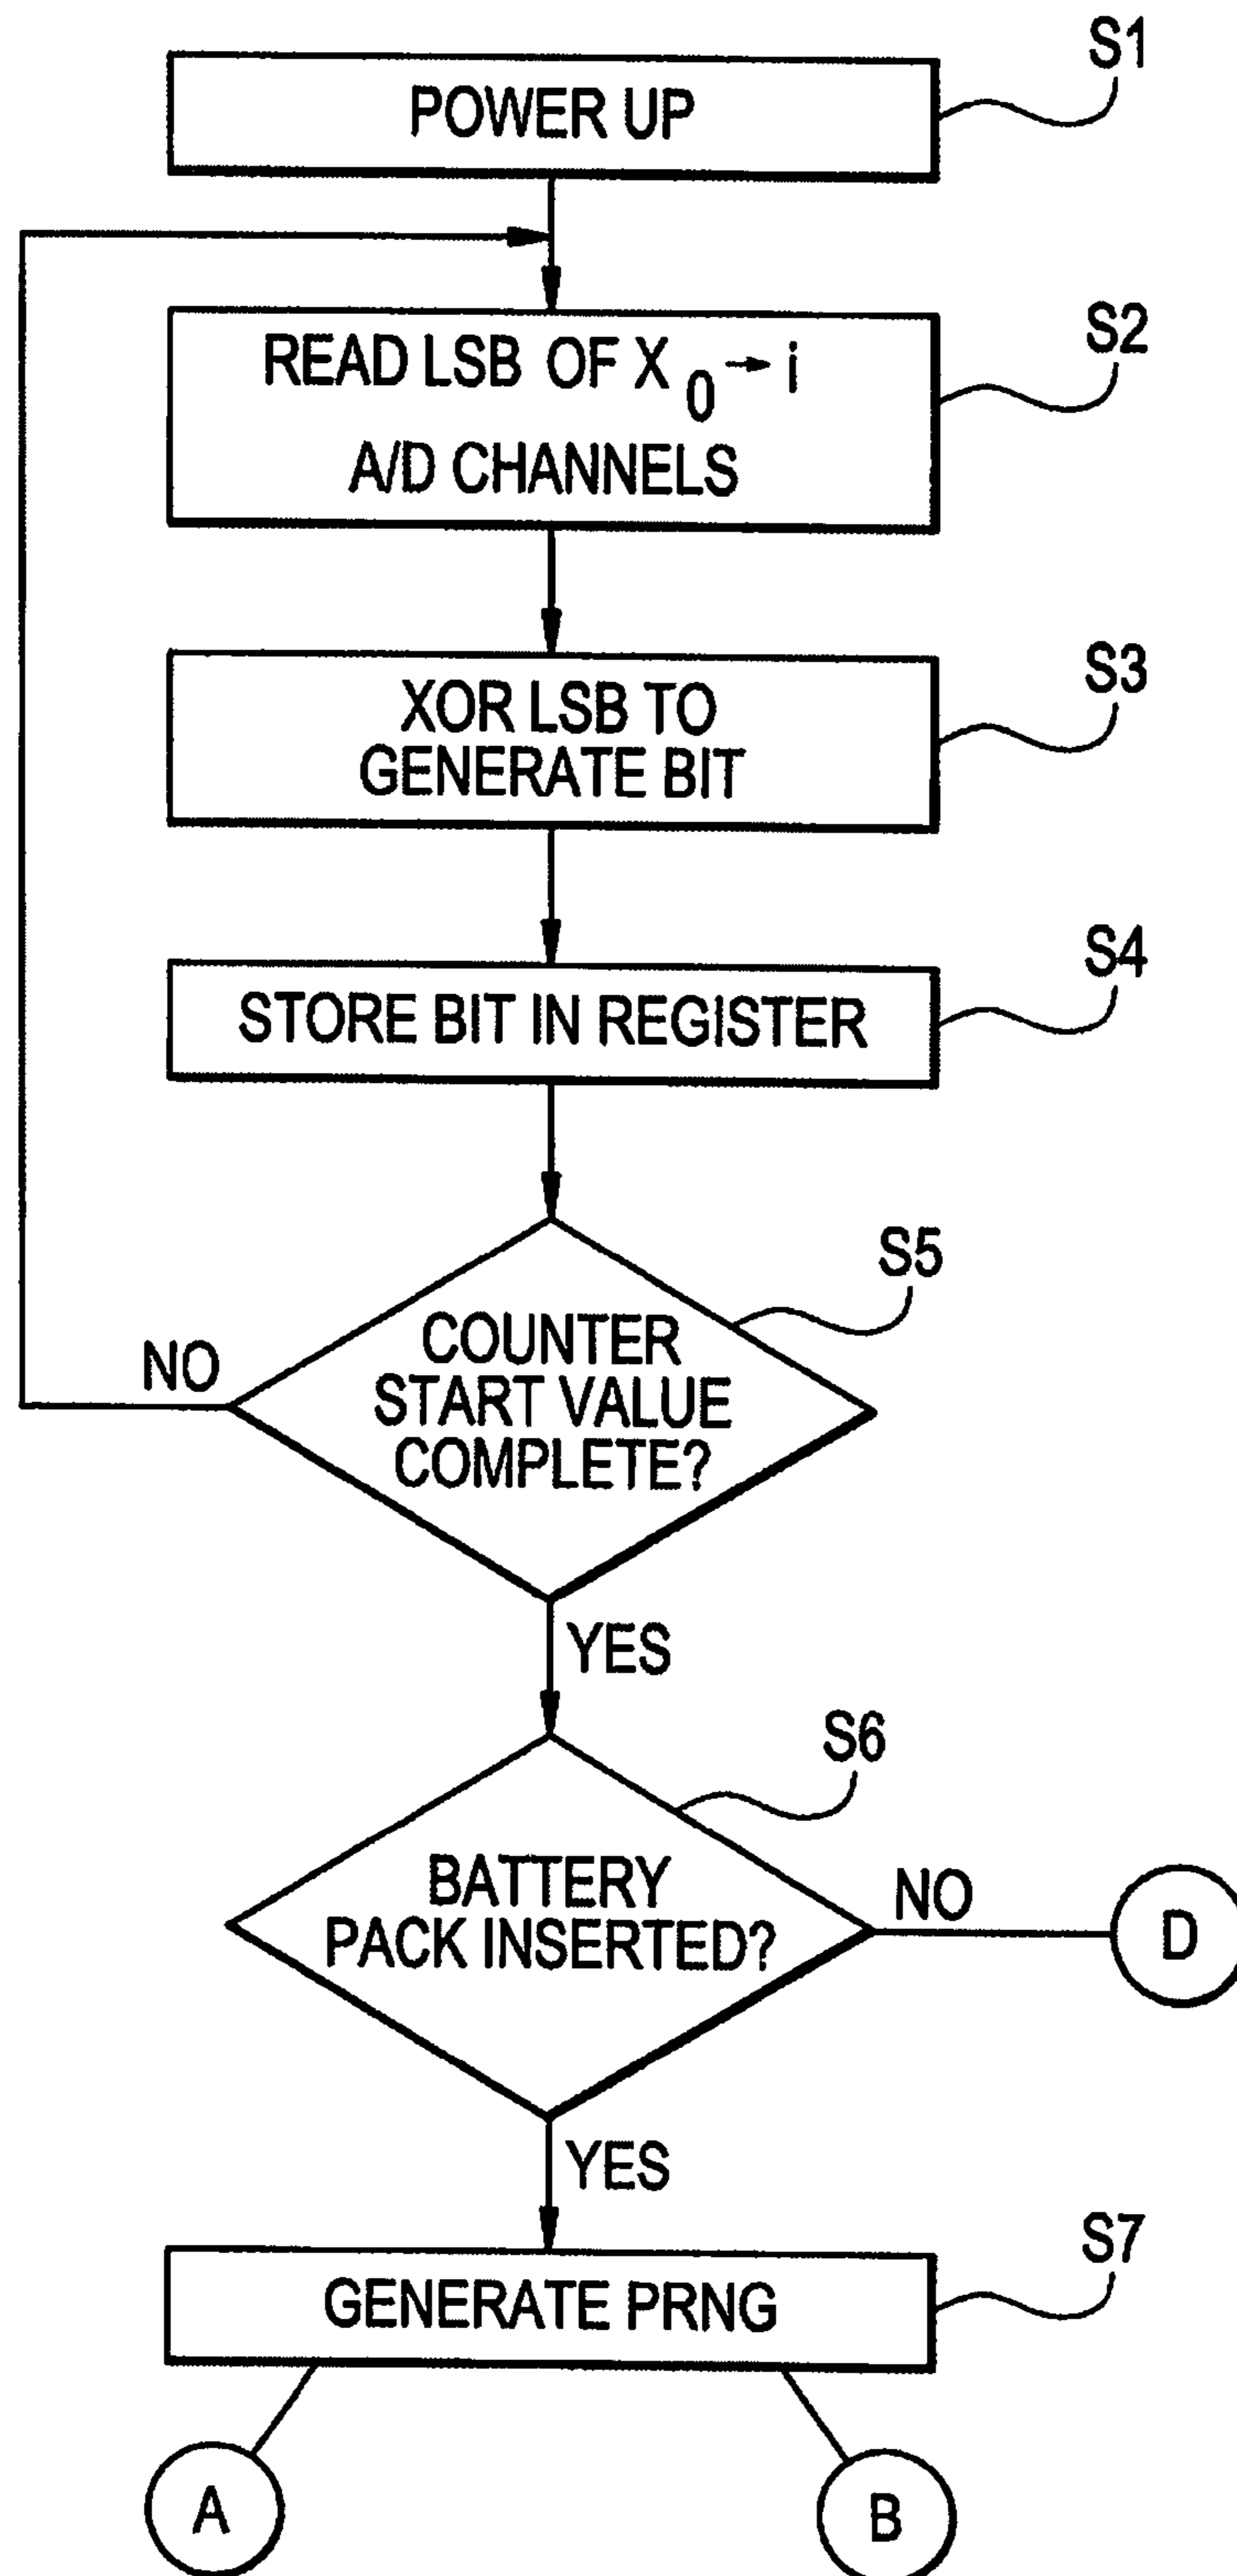 S1
POWER UP
S2
READ LSB OF X 0 → i
A/D CHANNELS
S3
XOR LSB TO
GENERATE BIT
S4
STORE BIT IN REGISTER
S5
COUNTER
START VALUE
COMPLETE?
NO
YES
S6
BATTERY
PACK INSERTED?
NO
D
YES
S7
GENERATE PRNG
A
B